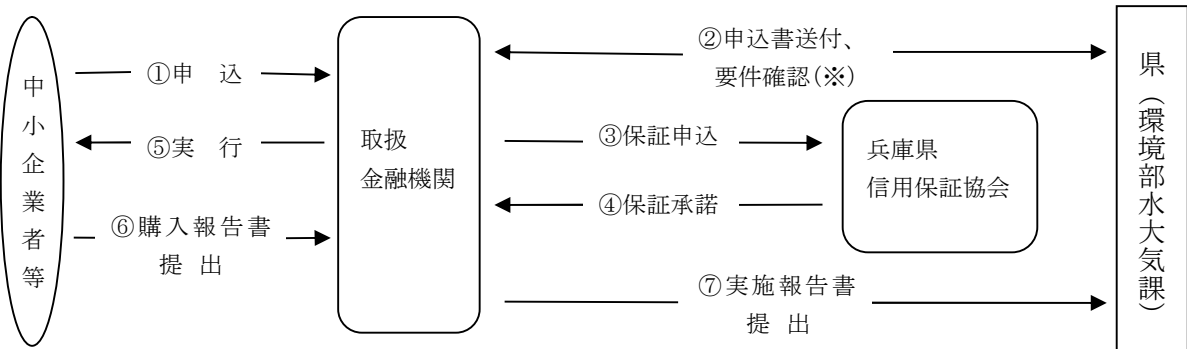 中小企業者等
①申　込
⑤実　行
⑥購入報告書
提 出
取扱
金融機関
②申込書送付、
要件確認(※)
③保証申込
④保証承諾
兵庫県
信用保証協会
⑦実施報告書
提 出
県（環境部水大気課）